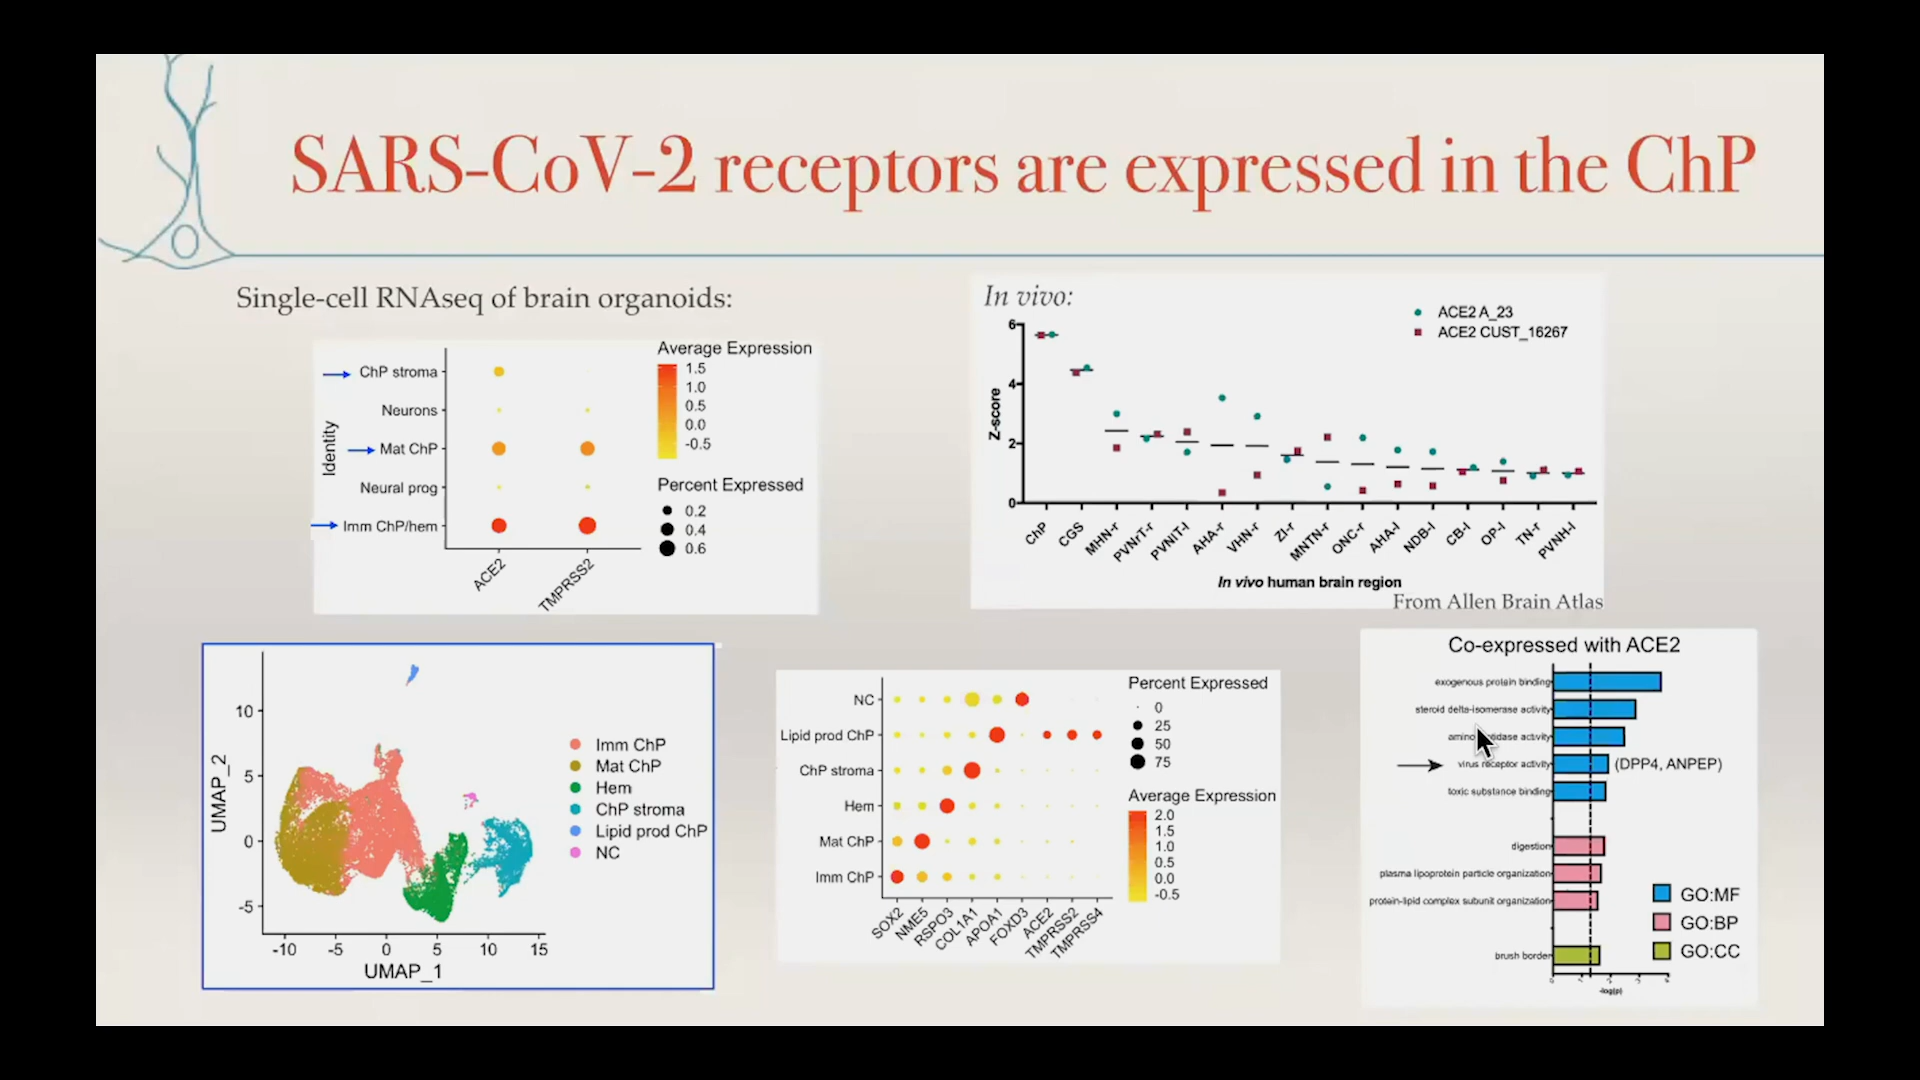 SARS-CoV-2 receptors are expressed in the ChP
Single-cell RNAseq of brain organoids:
Identity
ChP stroma
Neurons
Mat ChP
Neural prog
Imm ChP/hem
ACE2
TMPRSS2
Average Expression
1.5
1.0
0.5
0.0
-0.5
Percent Expressed
0.2
0.4
0.6
In vivo:
ACE2 A_23
ACE2 CUST_16267
Z-score
6
4
2
0
ChP
CGS
MHN-r
PVNrT-r
PVNIT-l
AHA-r
VHN-r
ZI-r
MNTN-r
ONC-r
AHA-l
NDB-l
CB-l
OP-l
TN-r
PVNH-l
In vivo human brain region
From Allen Brain Atlas
UMAP_2
10
5
0
-5
-10
-5
0
5
10
15
UMAP_1
Imm ChP
Mat ChP
Hem
ChP stroma
Lipid prod ChP
NC
NC
Lipid prod ChP
ChP stroma
Hem
Mat ChP
Imm ChP
SOX2
NME5
RSPO3
COL1A1
APOA1
FOXD3
ACE2
TMPRSS2
TMPRSS4
Percent Expressed
0
25
50
75
Average Expression
2.0
1.5
1.0
0.5
0.0
-0.5
Co-expressed with ACE2
exogenous protein binding
steroid delta-isomerase activity
activity
virus receptor activity
(DPP4, ANPEP)
toxic substance binding
digestion
plasma lipoprotein particle organization
protein-lipid complex subunit organization
brush border
-log(p)
GO:MF
GO:BP
GO:CC